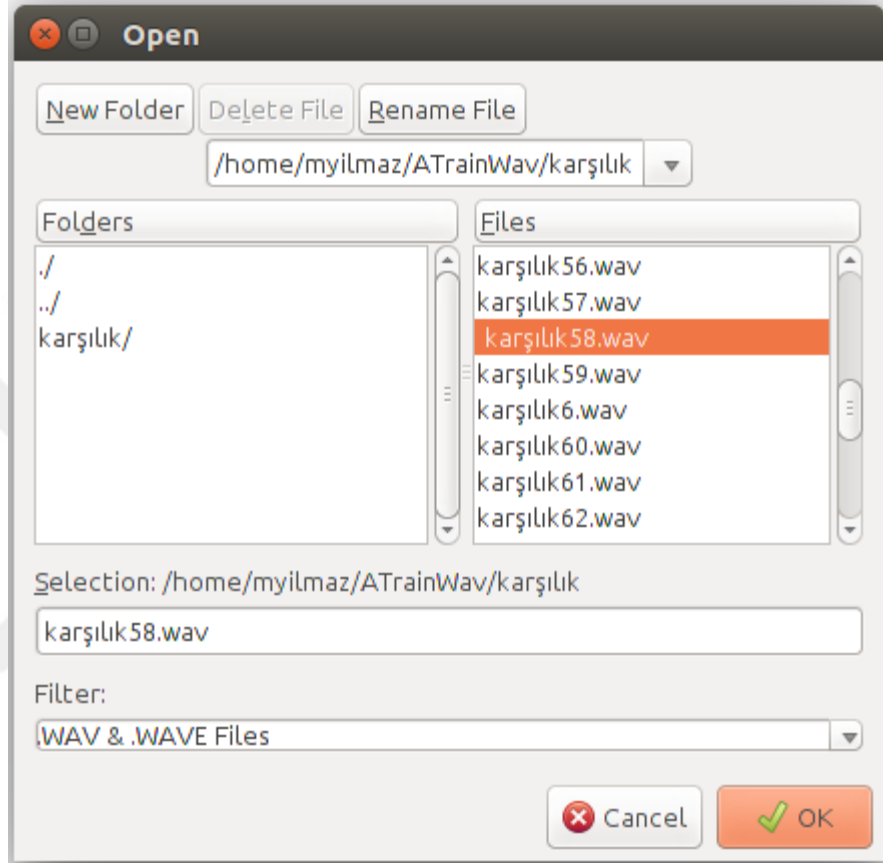 Open
New Folder Delete File Rename File
/home/myilmaz/ATrainWav/karşılık
Folders
./
../
karşılık/
Files
karşılık56.wav
karşılık57.wav
karşılık58.wav
karşılık59.wav
karşılık6.wav
karşılık60.wav
karşılık61.wav
karşılık62.wav
Selection: /home/myilmaz/ATrainWav/karşılık
karşılık58.wav
Filter:
.WAV & .WAVE Files
Cancel OK